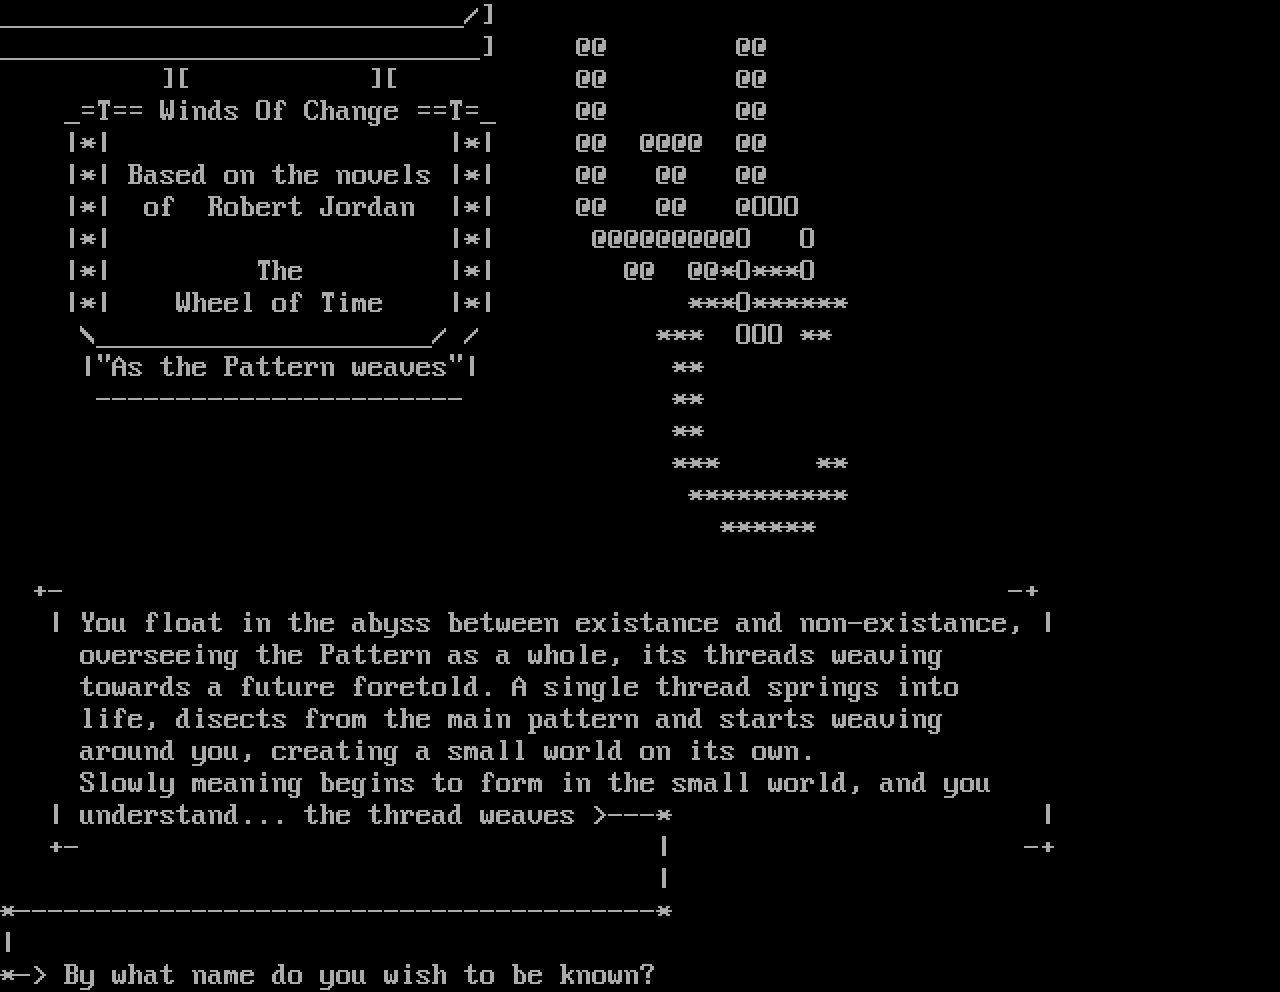 Winds Of Change
Based on the novels
of Robert Jordan
The
Wheel of Time
"As the Pattern weaves"
You float in the abyss between existance and non-existance,
overseeing the Pattern as a whole, its threads weaving
towards a future foretold. A single thread springs into
life, disects from the main pattern and starts weaving
around you, creating a small world on its own.
Slowly meaning begins to form in the small world, and you
understand... the thread weaves >---*
*-> By what name do you wish to be known?